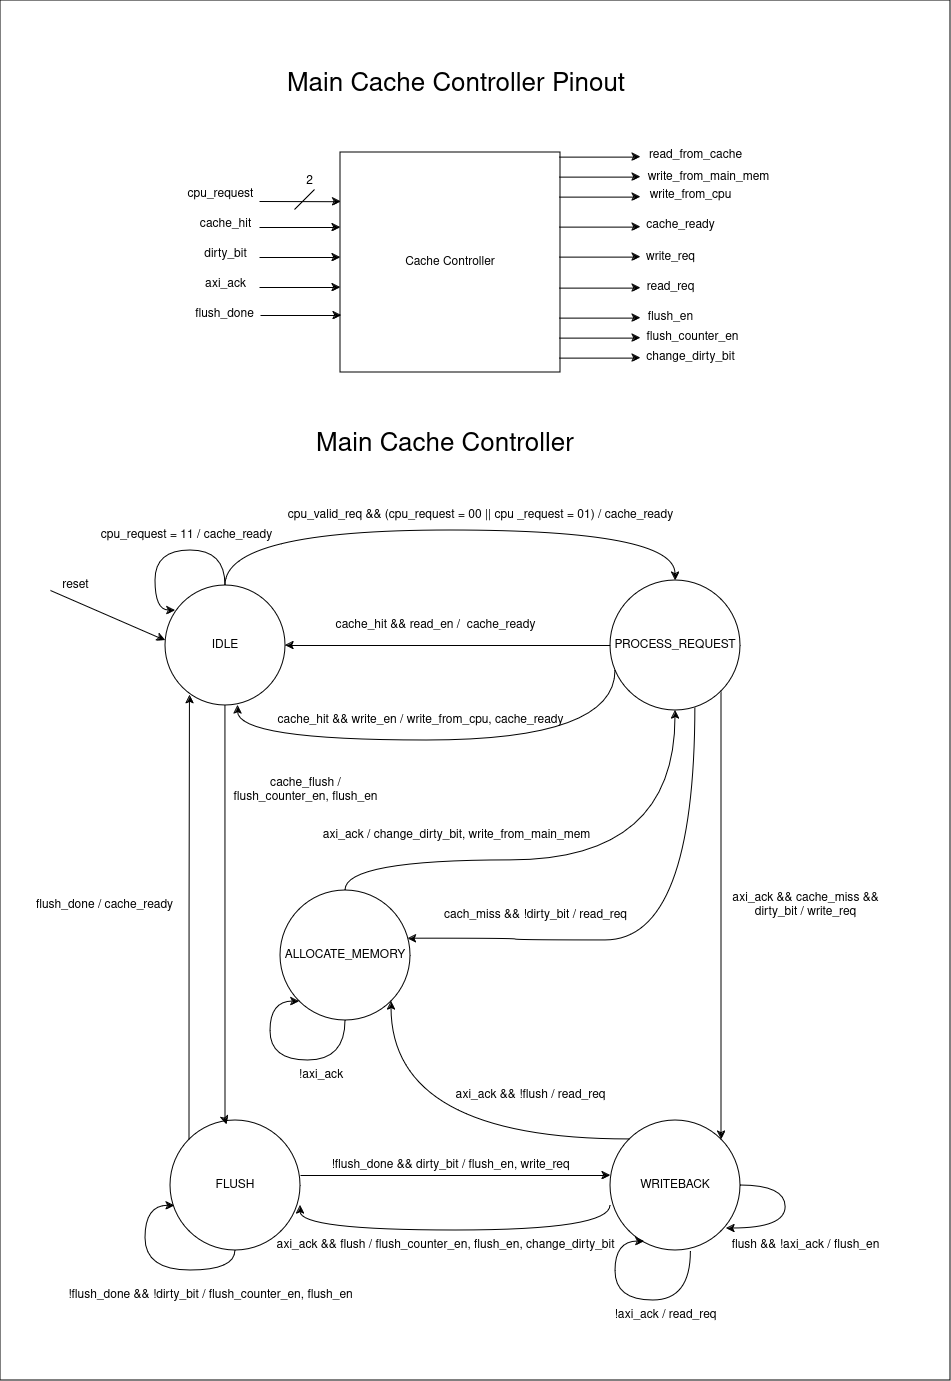 Main Cache Controller Pinout
2
cpu_request
cache_hit
dirty_bit
axi_ack
flush_done
Cache Controller
read_from_cache
write_from_main_mem
write_from_cpu
cache_ready
write_req
read_req
flush_en
flush_counter_en
change_dirty_bit
Main Cache Controller
cpu_valid_req && (cpu_request = 00 || cpu _request = 01) / cache_ready
cpu_request = 11 / cache_ready
reset
IDLE
cache_hit && read_en /  cache_ready
PROCESS_REQUEST
cache_hit && write_en / write_from_cpu, cache_ready
cache_flush /
flush_counter_en, flush_en
axi_ack / change_dirty_bit, write_from_main_mem
flush_done / cache_ready
cach_miss && !dirty_bit / read_req
axi_ack && cache_miss &&
dirty_bit / write_req
ALLOCATE_MEMORY
!axi_ack
axi_ack && !flush / read_req
!flush_done && dirty_bit / flush_en, write_req
FLUSH
WRITEBACK
axi_ack && flush / flush_counter_en, flush_en, change_dirty_bit
flush && !axi_ack / flush_en
!flush_done && !dirty_bit / flush_counter_en, flush_en
!axi_ack / read_req